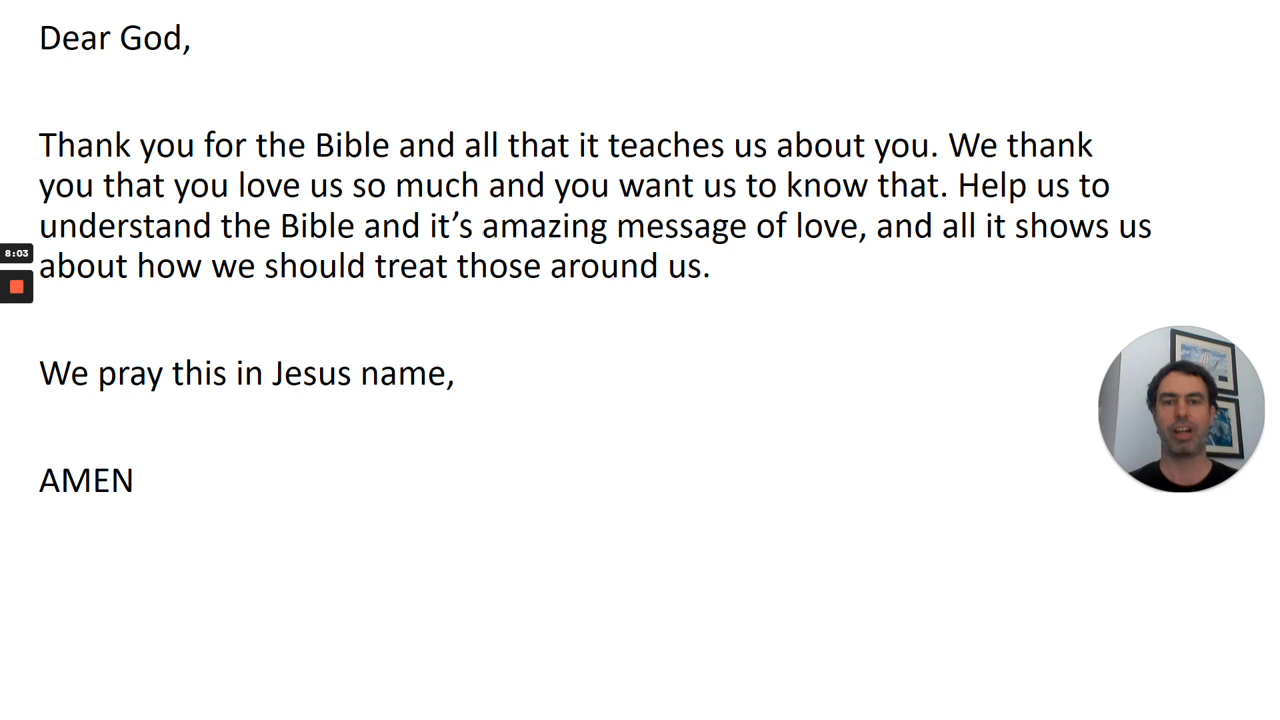 Dear God,
Thank you for the Bible and all that it teaches us about you. We thank
you that you love us so much and you want us to know that. Help us to
understand the Bible and it’s amazing message of love, and all it shows us
8:03
about how we should treat those around us.
We pray this in Jesus name,
AMEN